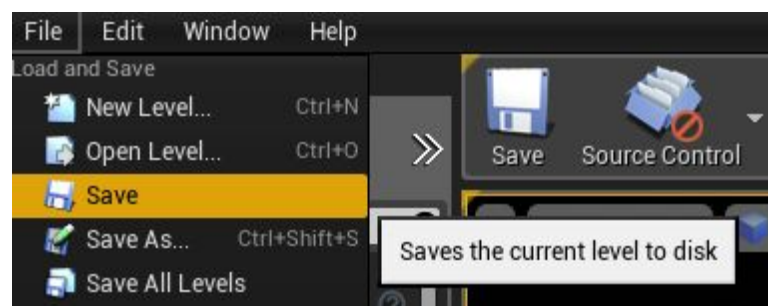 File Edit Window Help
Load and Save
New Level... Ctrl+N
Open Level... Ctrl+O
Save
Save As... Ctrl+Shift+S
Save All Levels
Save Source Control
Saves the current level to disk